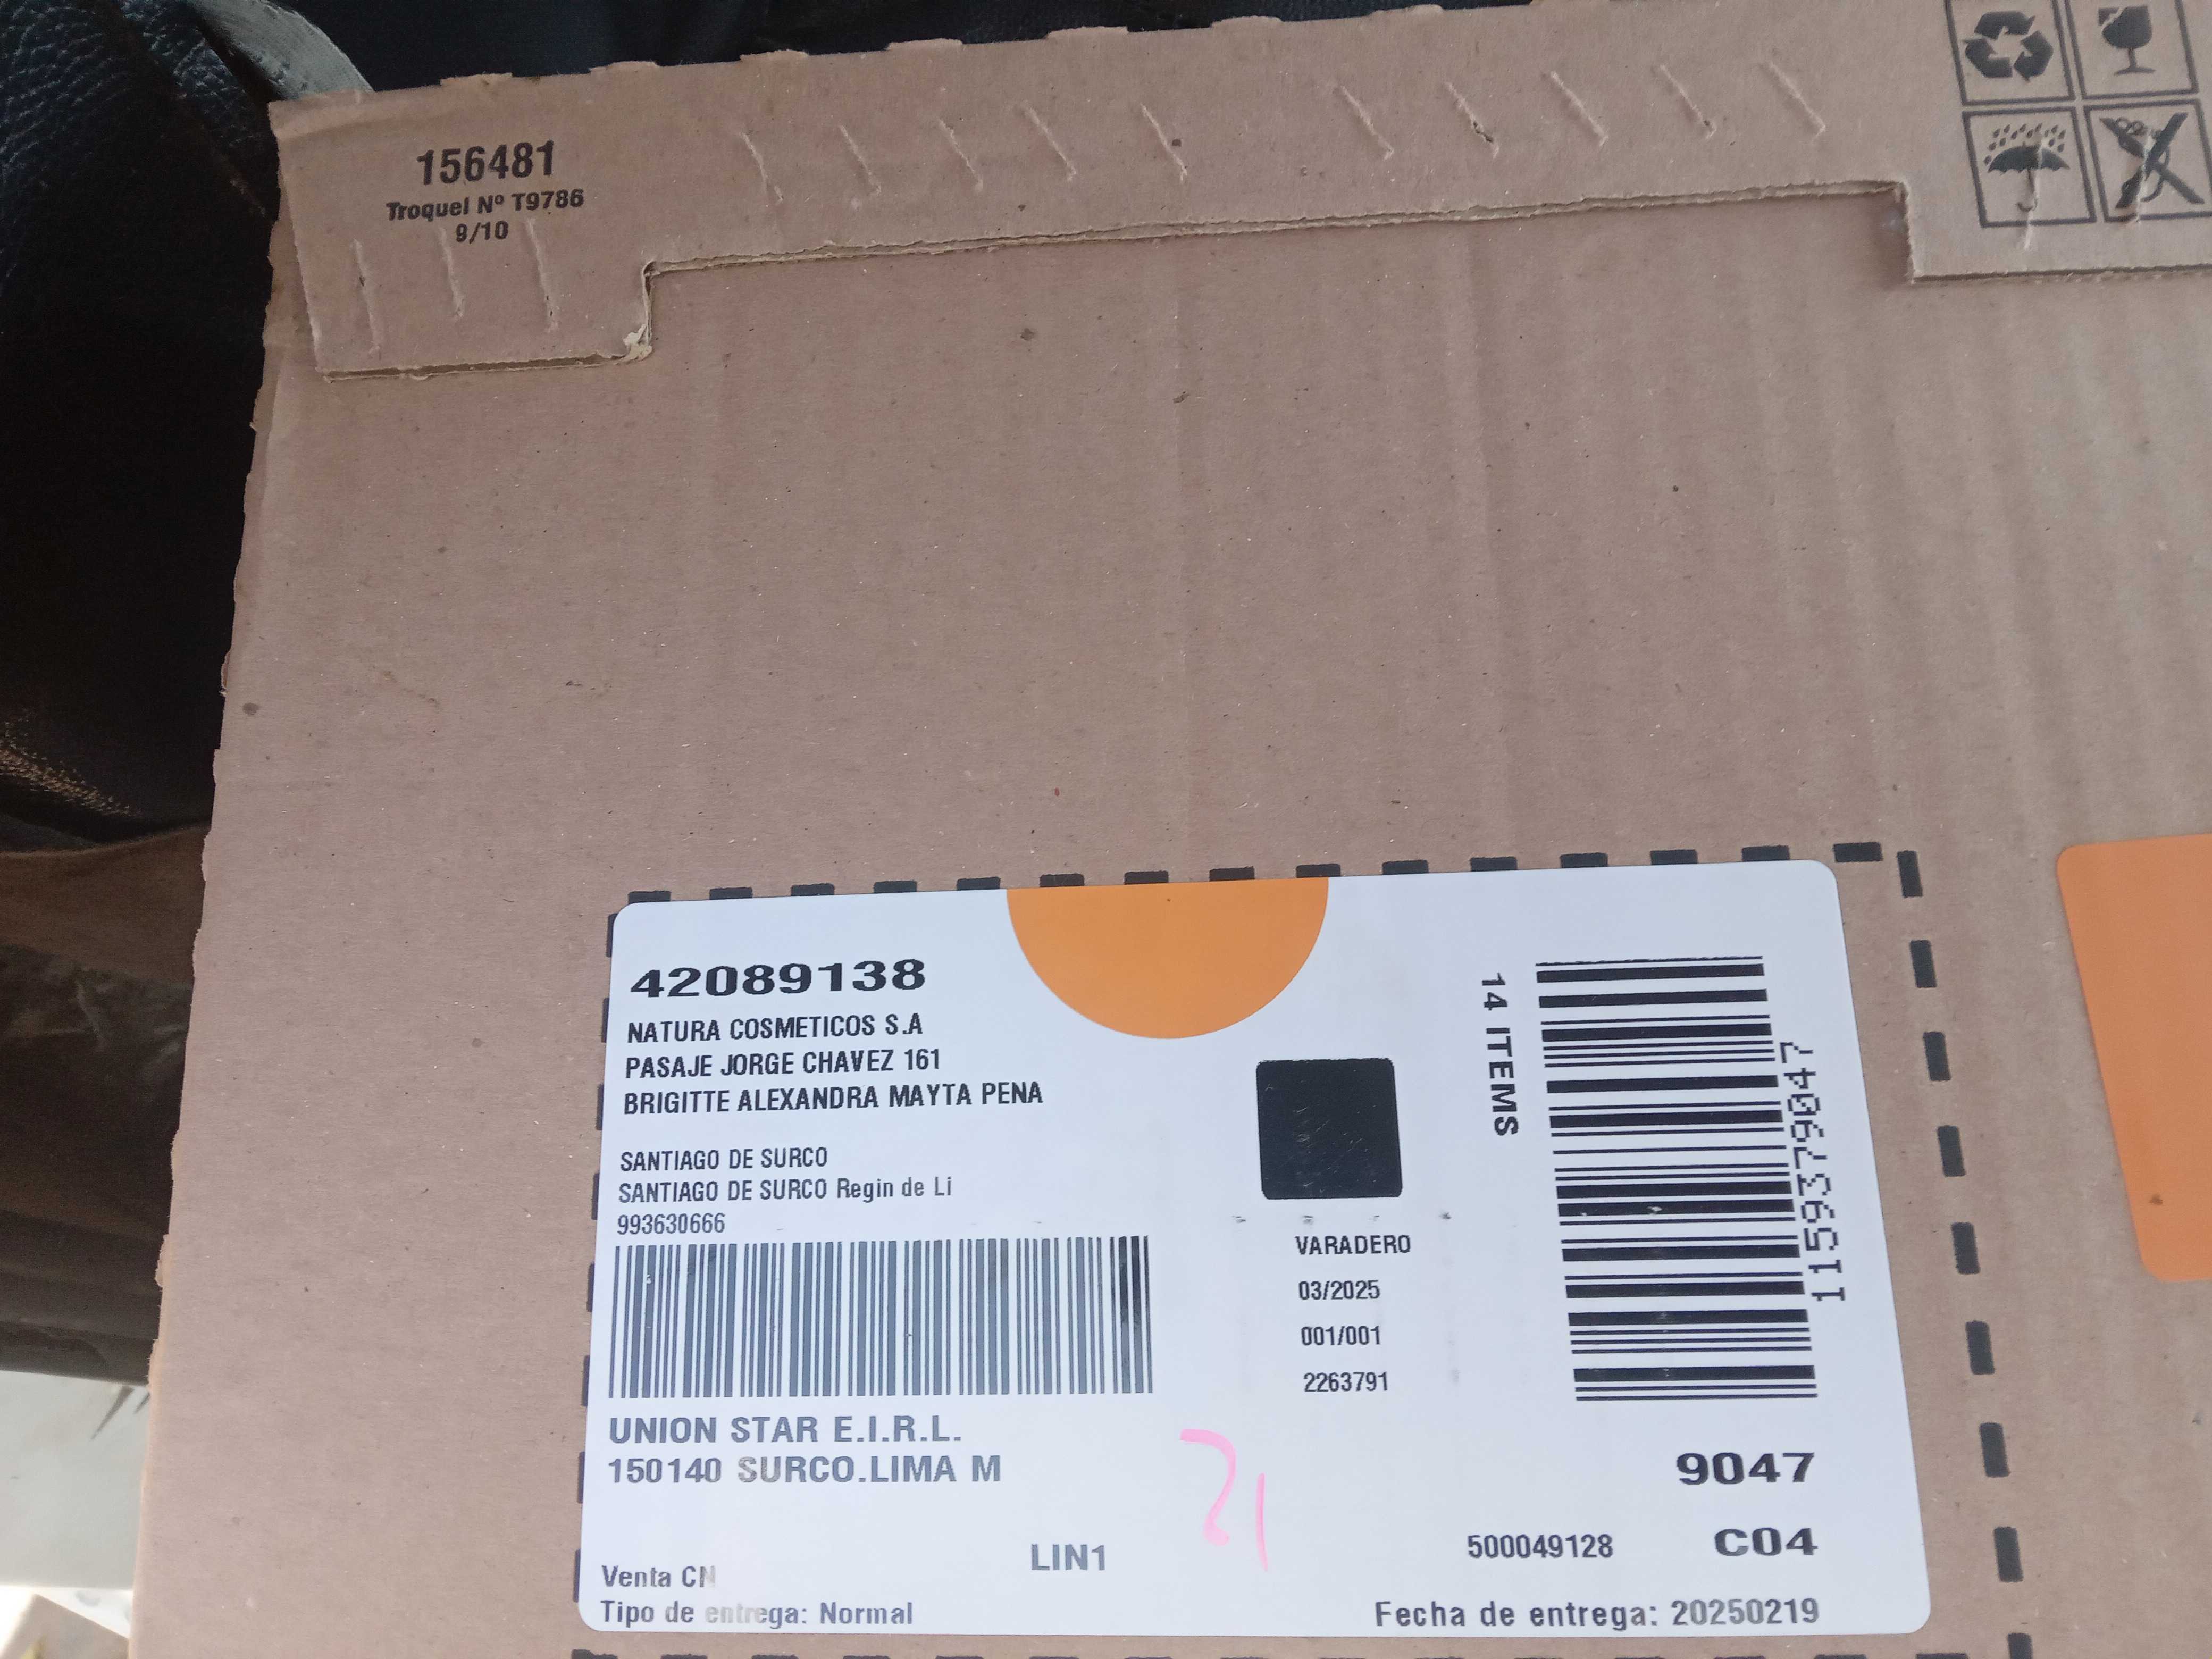 156481
Troquel Nº T9786
9/10
42089138
NATURA COSMETICOS S.A
PASAJE JORGE CHAVEZ 161
BRIGITTE ALEXANDRA MAYTA PENA
SANTIAGO DE SURCO
SANTIAGO DE SURCO Regin de Li
993630666
UNION STAR E.I.R.L.
150140 SURCO.LIMA M
Venta CN
Tipo de entrega: Normal
LIN1
21
VARADERO
03/2025
001/001
2263791
14 ITEMS
11593799047
9047
500049128 C04
Fecha de entrega: 20250219